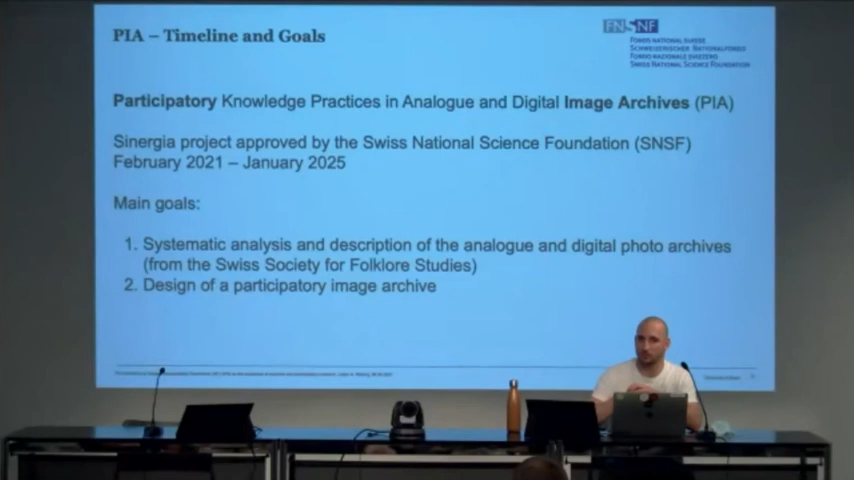 PIA – Timeline and Goals
FNSNF
FONDS NATIONAL SUISSE
SCHWEIZERISCHER NATIONALFONDS
FONDO NAZIONALE SVIZZERO
SWISS NATIONAL SCIENCE FOUNDATION
Participatory Knowledge Practices in Analogue and Digital Image Archives (PIA)
Sinergia project approved by the Swiss National Science Foundation (SNSF)
February 2021 – January 2025
Main goals:
1. Systematic analysis and description of the analogue and digital photo archives
(from the Swiss Society for Folklore Studies)
2. Design of a participatory image archive